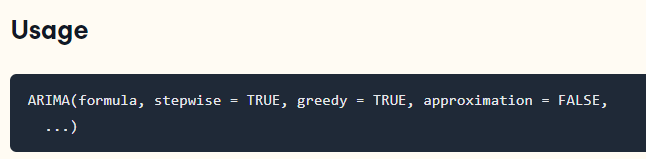 Usage
ARIMA(formula, stepwise = TRUE, greedy = TRUE, approximation = FALSE,
...)